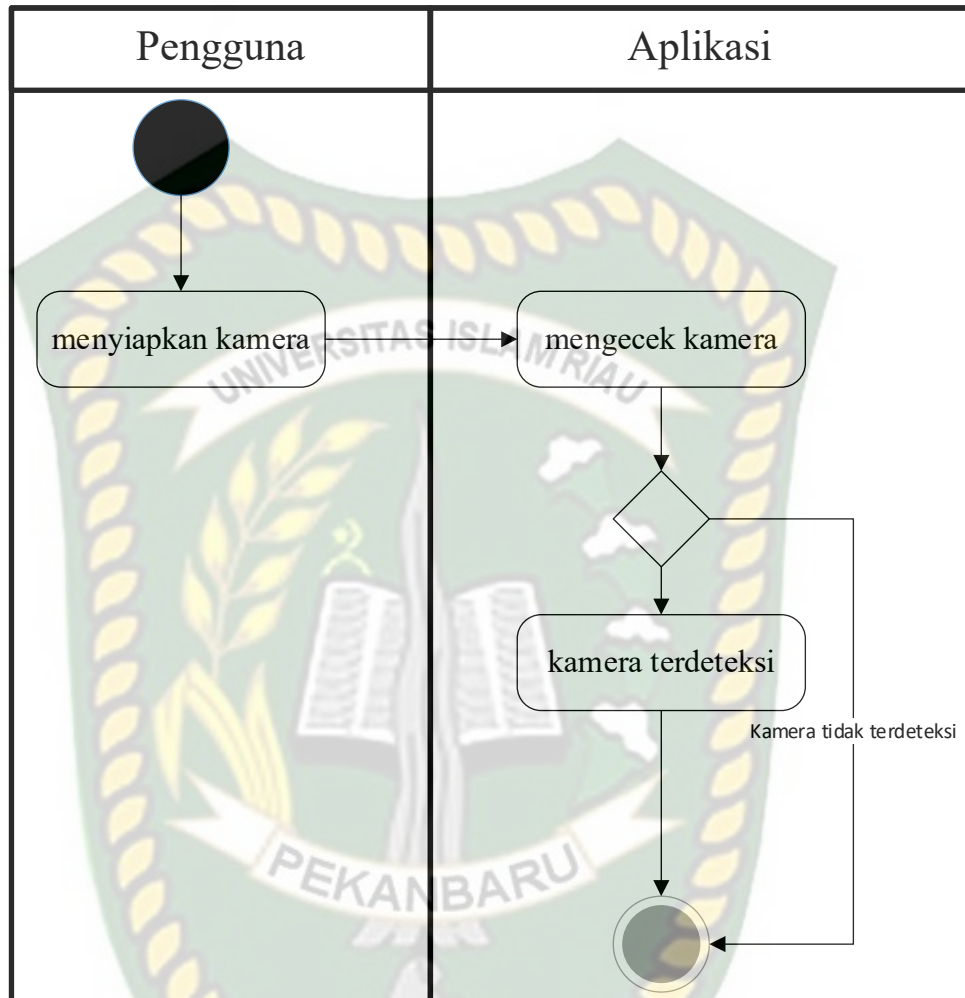 Pengguna
Aplikasi
menyiapkan kamera
mengecek kamera
UNIVERSITAS ISLAM RIAU
kamera terdeteksi
Kamera tidak terdeteksi
PEKANBARU